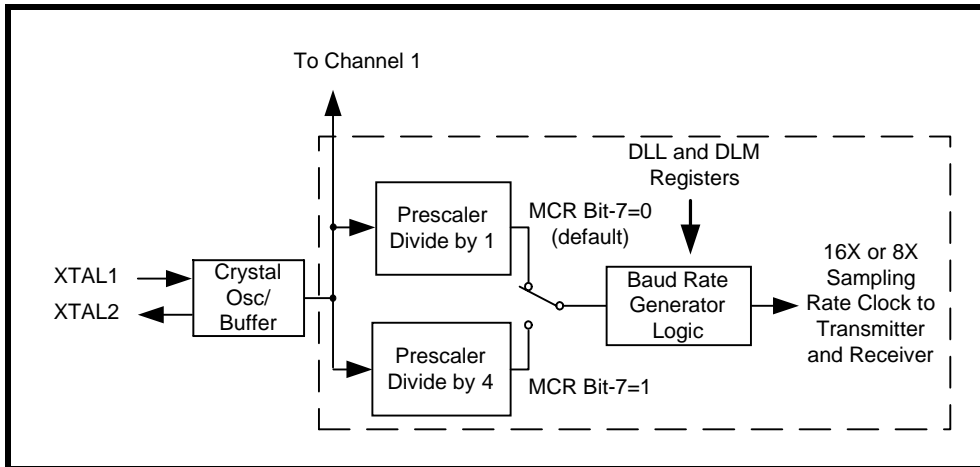 To Channel 1
DLL and DLM
Registers
Prescaler
Divide by 1
MCR Bit-7=0
(default)
XTAL1
XTAL2
Crystal
Osc/
Buffer
Baud Rate
Generator
Logic
16X or 8X
Sampling
Rate Clock to
Transmitter
and Receiver
Prescaler
Divide by 4
MCR Bit-7=1